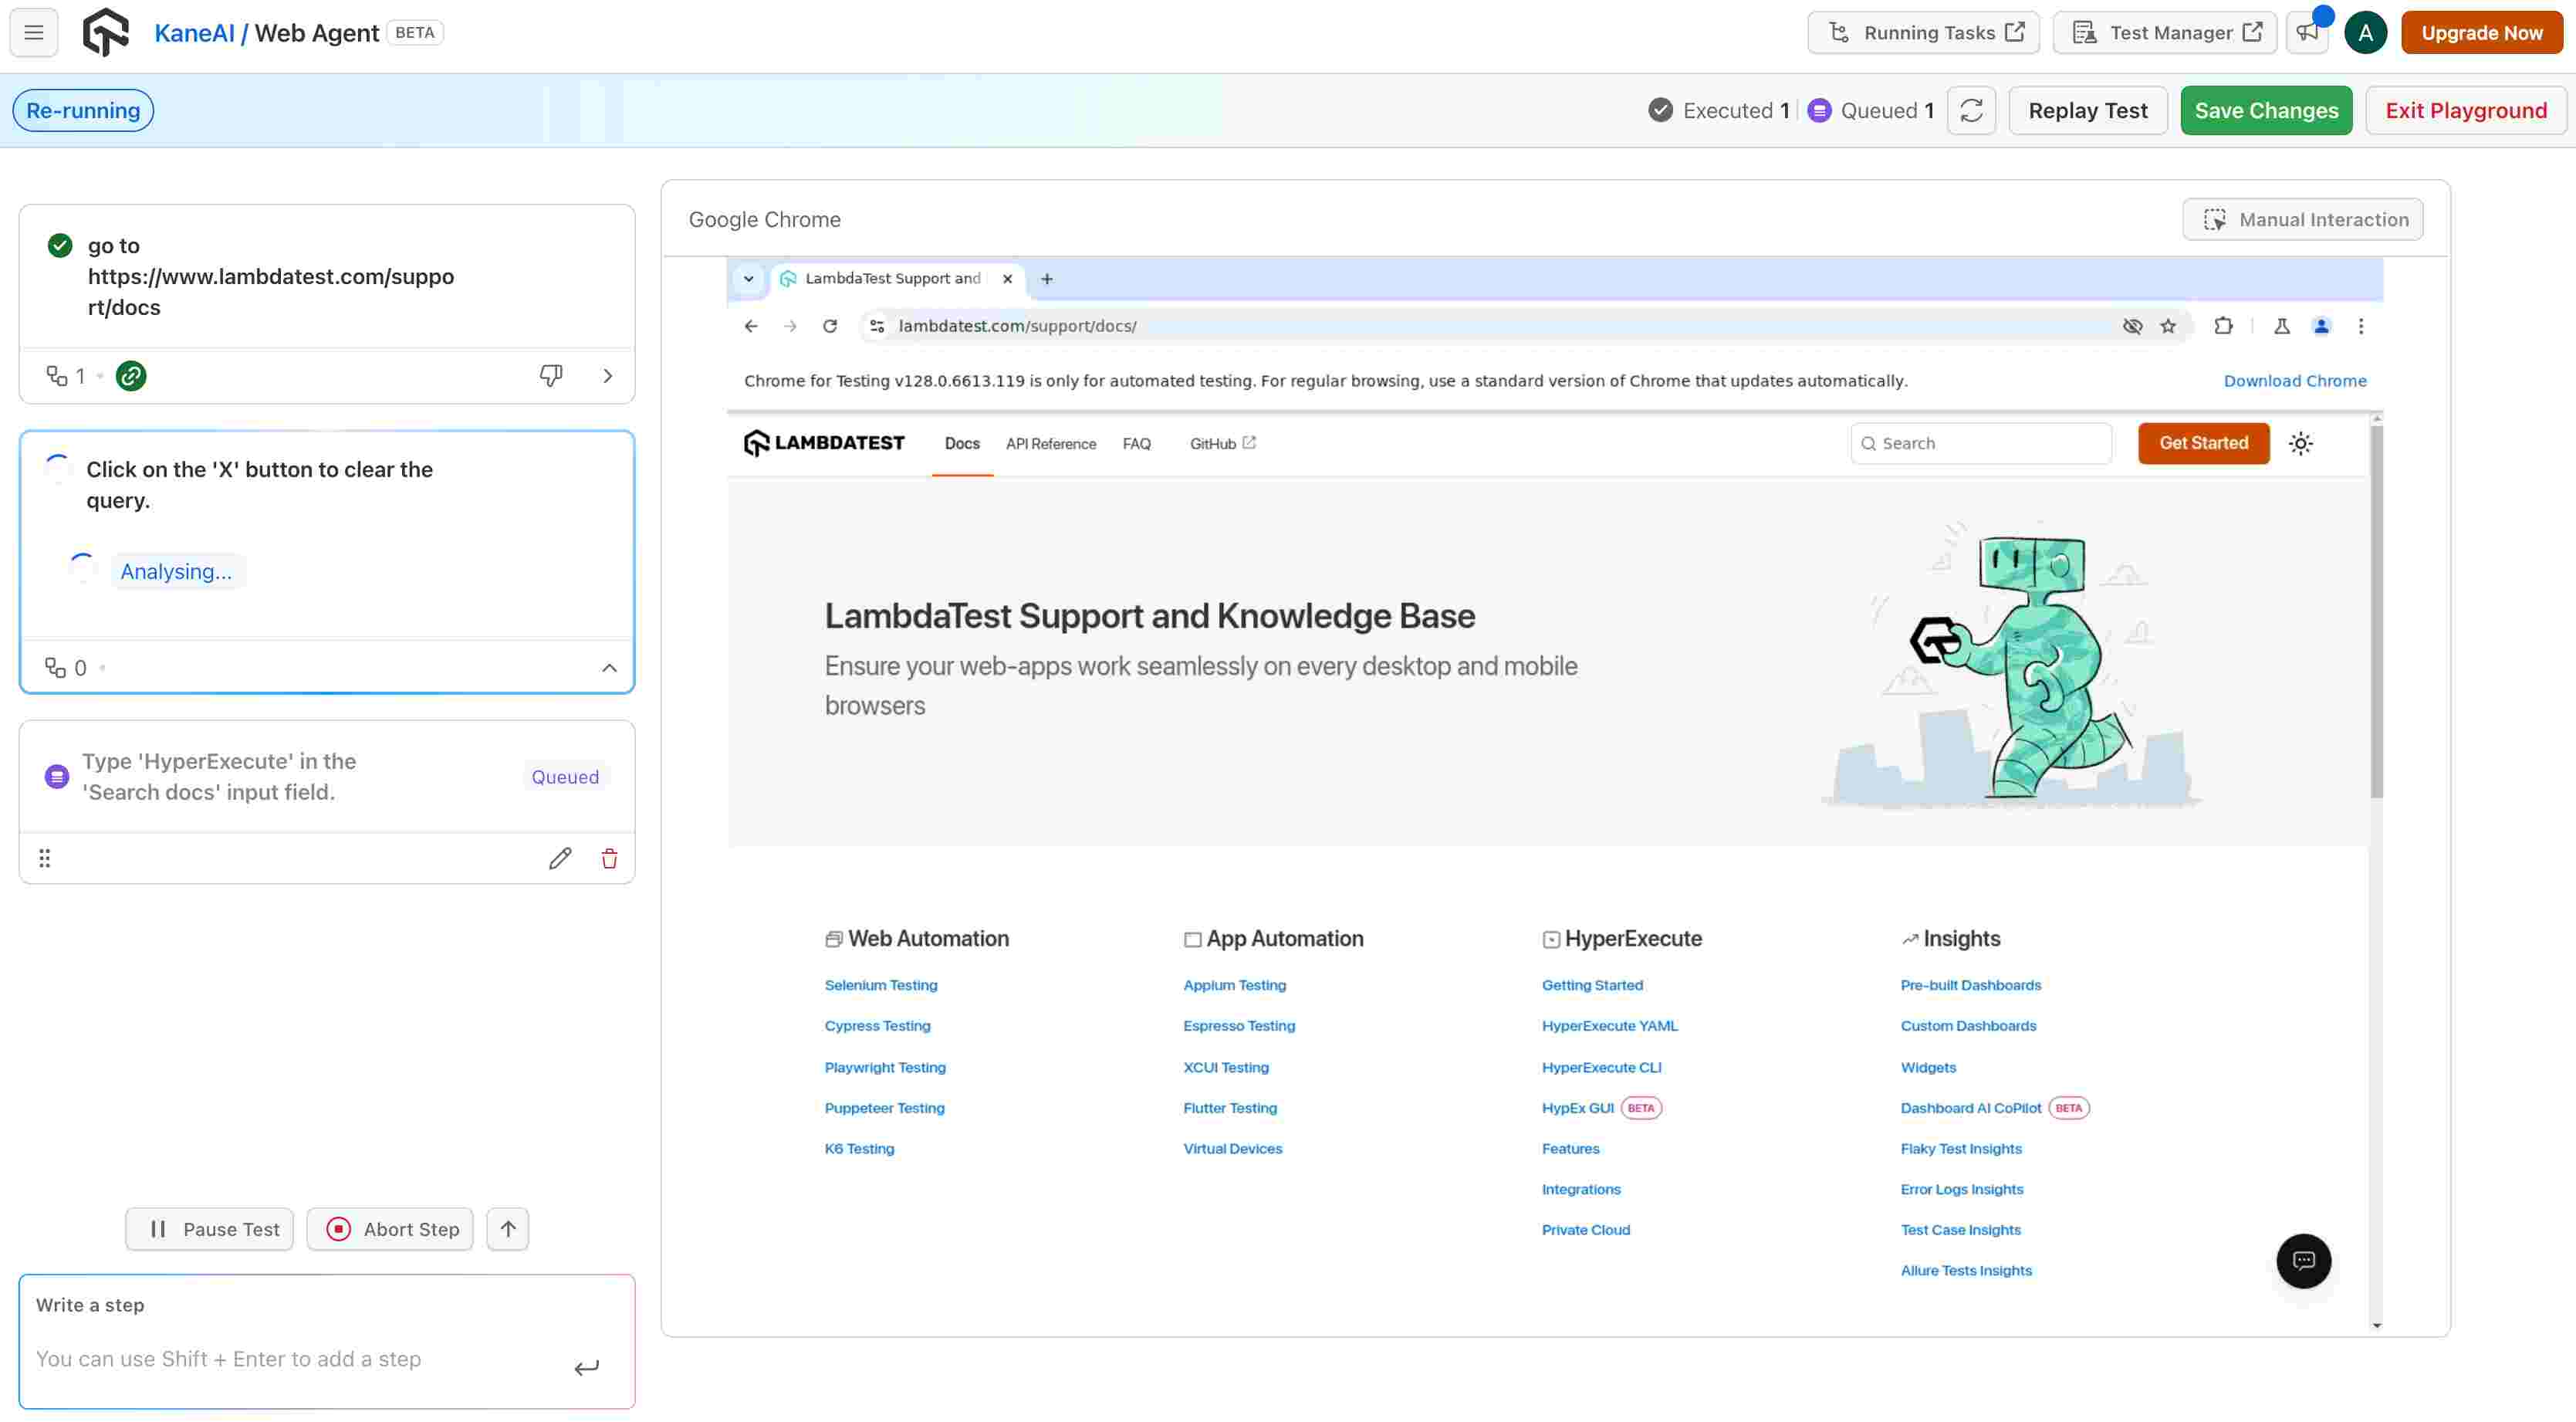 KaneAI / Web Agent BETA
Running Tasks
Test Manager
A
Upgrade Now
Re-running
Executed 1
Queued 1
Replay Test
Save Changes
Exit Playground
go to
https://www.lambdatest.com/suppo
rt/docs
1
Click on the 'X' button to clear the
query.
Analysing...
0
Type 'HyperExecute' in the
'Search docs' input field.
Queued
Pause Test
Abort Step
Write a step
You can use Shift + Enter to add a step
Google Chrome
Manual Interaction
LambdaTest Support and
lambdatest.com/support/docs/
Chrome for Testing v128.0.6613.119 is only for automated testing. For regular browsing, use a standard version of Chrome that updates automatically.
Download Chrome
LAMBDATEST
Docs
API Reference
FAQ
GitHub
Search
Get Started
LambdaTest Support and Knowledge Base
Ensure your web-apps work seamlessly on every desktop and mobile
browsers
Web Automation
Selenium Testing
Cypress Testing
Playwright Testing
Puppeteer Testing
K6 Testing
App Automation
Appium Testing
Espresso Testing
XCUI Testing
Flutter Testing
Virtual Devices
HyperExecute
Getting Started
HyperExecute YAML
HyperExecute CLI
HypEx GUI BETA
Features
Integrations
Private Cloud
Insights
Pre-built Dashboards
Custom Dashboards
Widgets
Dashboard AI CoPilot BETA
Flaky Test Insights
Error Logs Insights
Test Case Insights
Allure Tests Insights